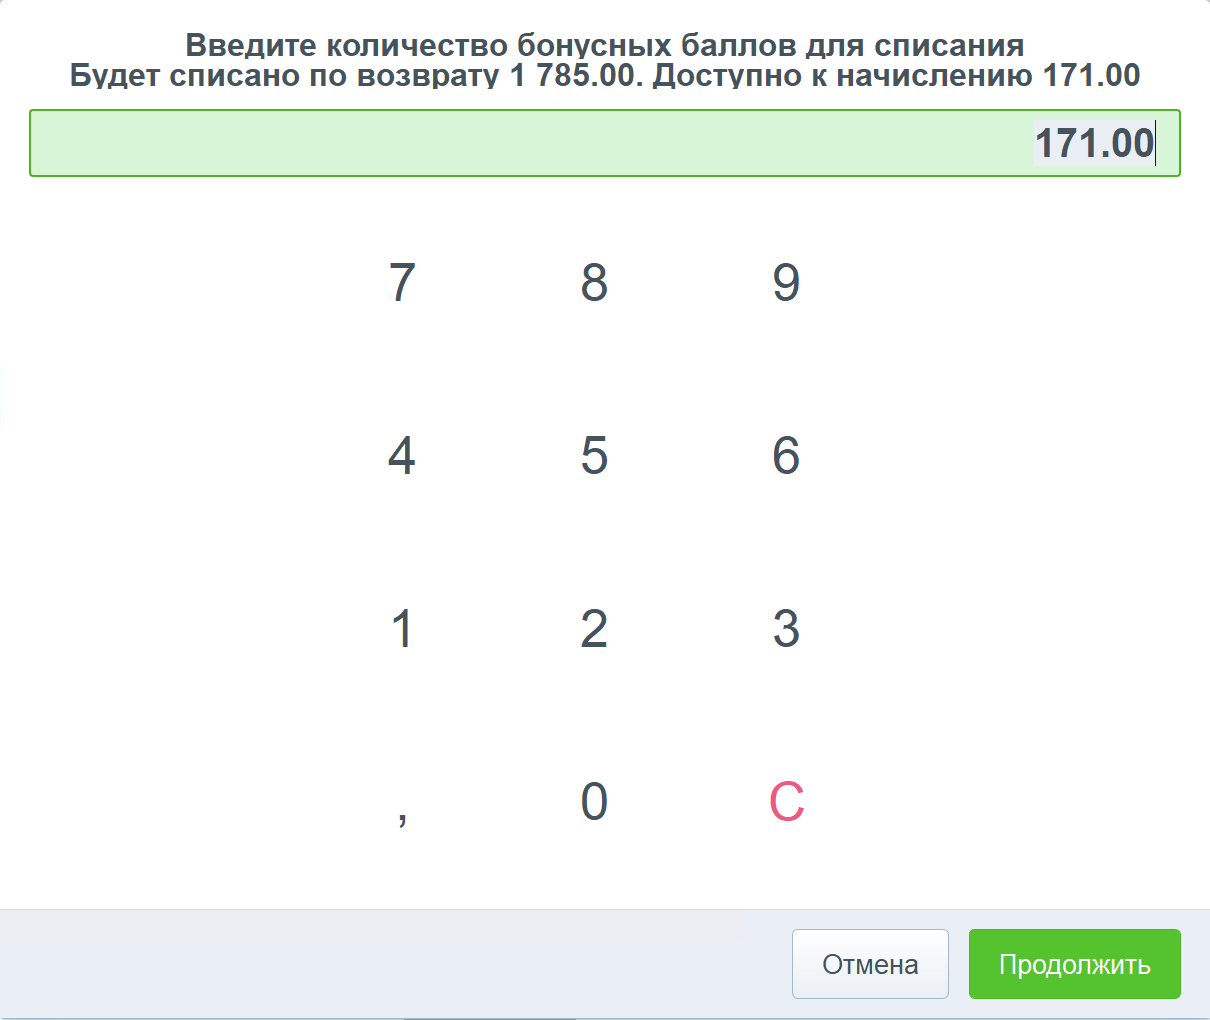 Введите количество бонусных баллов для списания
Будет списано по возврату 1 785.00. Доступно к начислению 171.00
171.00
7 8 9
4 5 6
1 2 3
, 0 C
Отмена Продолжить